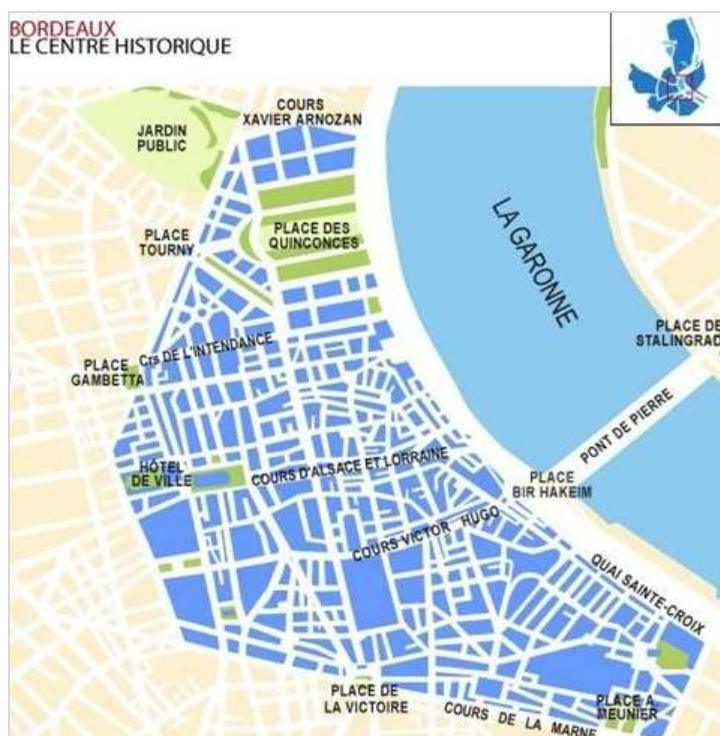 BORDEAUX
LE CENTRE HISTORIQUE
COURS
XAVIER ARNOZAN
JARDIN
PUBLIC
PLACE
TOURNY
PLACE DES
QUINCONCES
LA GARONNE
PLACE DE
STALINGRAD
Crs DE L'INTENDANCE
PLACE
GAMBETTA
PONT DE PIERRE
HÔTEL
DE VILLE
COURS D'ALSACE ET LORRAINE
PLACE
BIR HAKEIM
COURS VICTOR HUGO
QUAI SAINTE-CROIX
PLACE DE
LA VICTOIRE
COURS DE LA MARNE
PLACE A.
MEUNIER